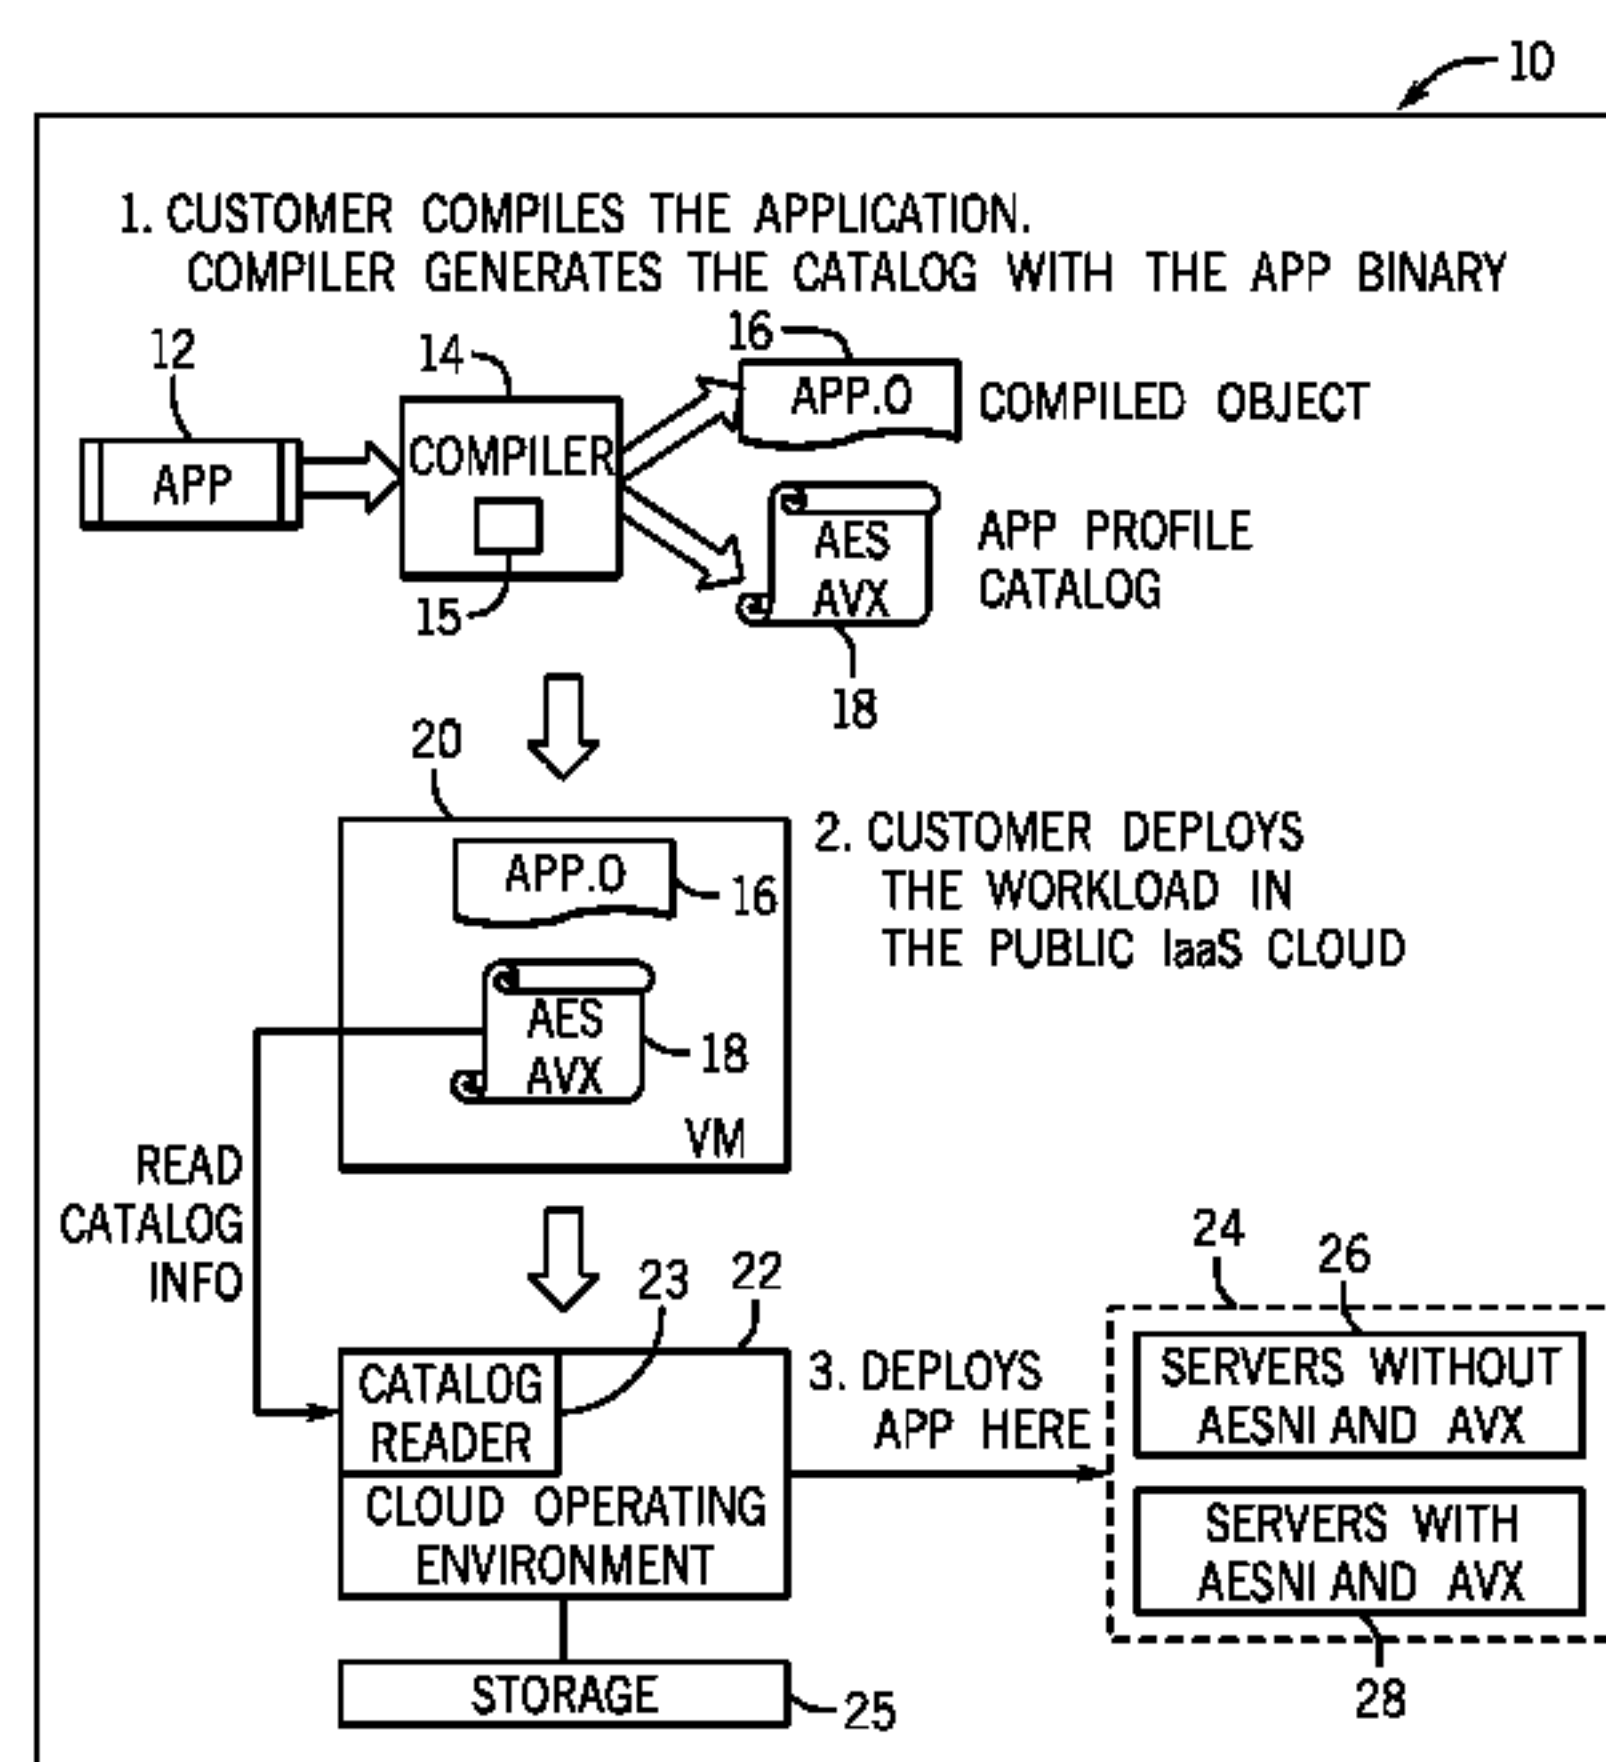 10
1. CUSTOMER COMPILES THE APPLICATION.
COMPILER GENERATES THE CATALOG WITH THE APP BINARY
12
14
16
APP
COMPILER
15
APP.O
COMPILED OBJECT
AES
AVX
APP PROFILE
CATALOG
18
20
APP.O
16
AES
AVX
18
VM
2. CUSTOMER DEPLOYS
THE WORKLOAD IN
THE PUBLIC IaaS CLOUD
READ
CATALOG
INFO
23
22
CATALOG
READER
CLOUD OPERATING
ENVIRONMENT
3. DEPLOYS
APP HERE
24
26
SERVERS WITHOUT
AESNI AND AVX
SERVERS WITH
AESNI AND AVX
28
STORAGE
25